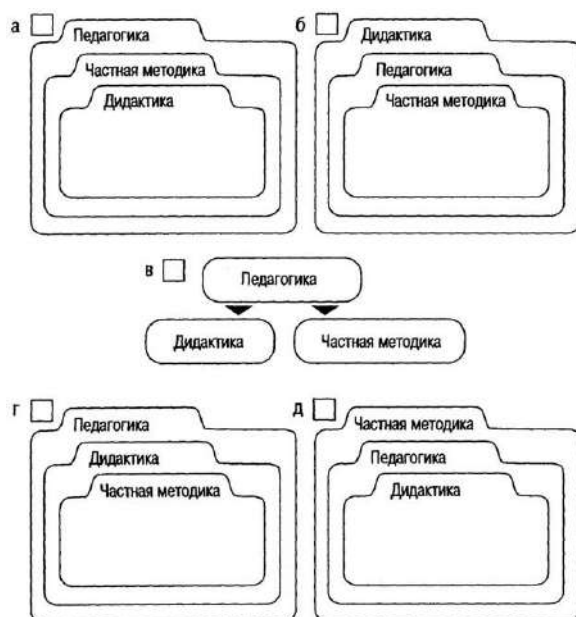 а
Педагогика
Частная методика
Дидактика
б
Дидактика
Педагогика
Частная методика
в
Педагогика
Дидактика
Частная методика
г
Педагогика
Дидактика
Частная методика
д
Частная методика
Педагогика
Дидактика